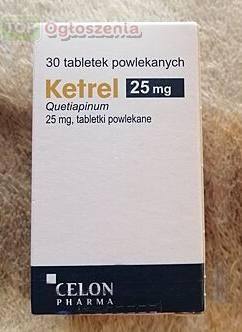 Ogłoszenia
30 tabletek powlekanych
Ketrel 25 mg
Quetiapinum
25 mg, tabletki powlekane
CELON
PHARMA